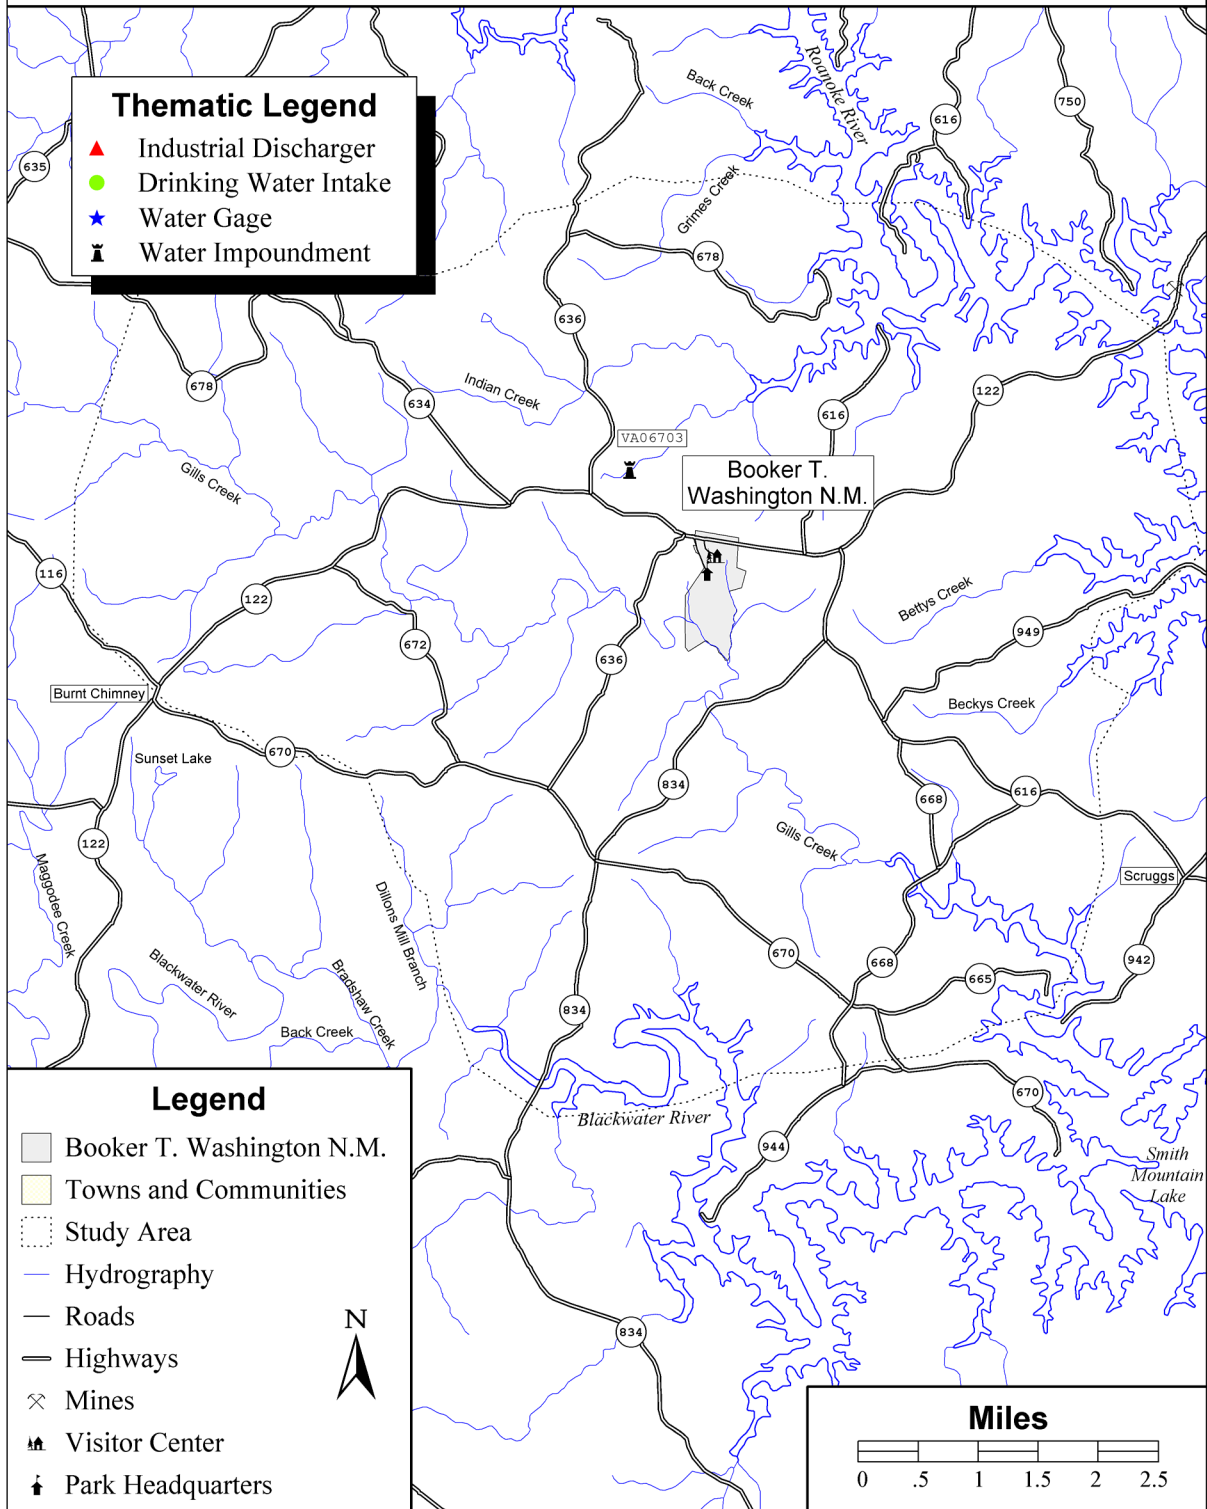 Thematic Legend
Industrial Discharger
Drinking Water Intake
Water Gage
Water Impoundment
Back Creek
Roanoke River
616
750
635
Grimes Creek
678
636
678
634
Indian Creek
616
122
VA06703
Booker T.
Washington N.M.
Gills Creek
116
122
672
636
Bettys Creek
949
Burnt Chimney
Beckys Creek
Sunset Lake
670
834
668
616
122
Gills Creek
Scruggs
Maggodee Creek
Dillons Mill Branch
Blackwater River
Bradshaw Creek
Back Creek
670
668
665
942
834
Blackwater River
670
944
Smith
Mountain
Lake
834
Legend
Booker T. Washington N.M.
Towns and Communities
Study Area
Hydrography
Roads
Highways
Mines
Visitor Center
Park Headquarters
N
Miles
0 .5 1 1.5 2 2.5